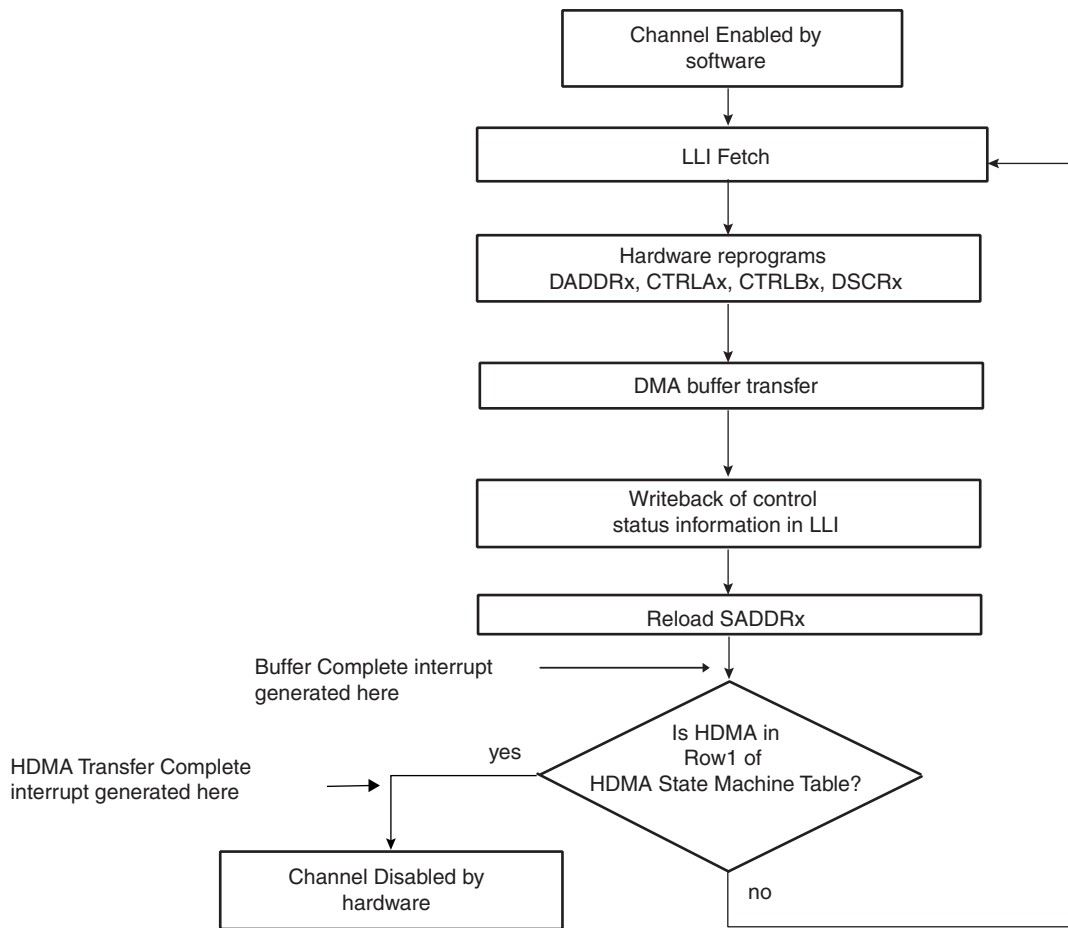 Channel Enabled by
software
LLI Fetch
Hardware reprograms
DADDRx, CTRLAx, CTRLBx, DSCRx
DMA buffer transfer
Writeback of control
status information in LLI
Reload SADDRx
Buffer Complete interrupt
generated here
Is HDMA in
Row1 of
HDMA State Machine Table?
yes
HDMA Transfer Complete
interrupt generated here
Channel Disabled by
hardware
no